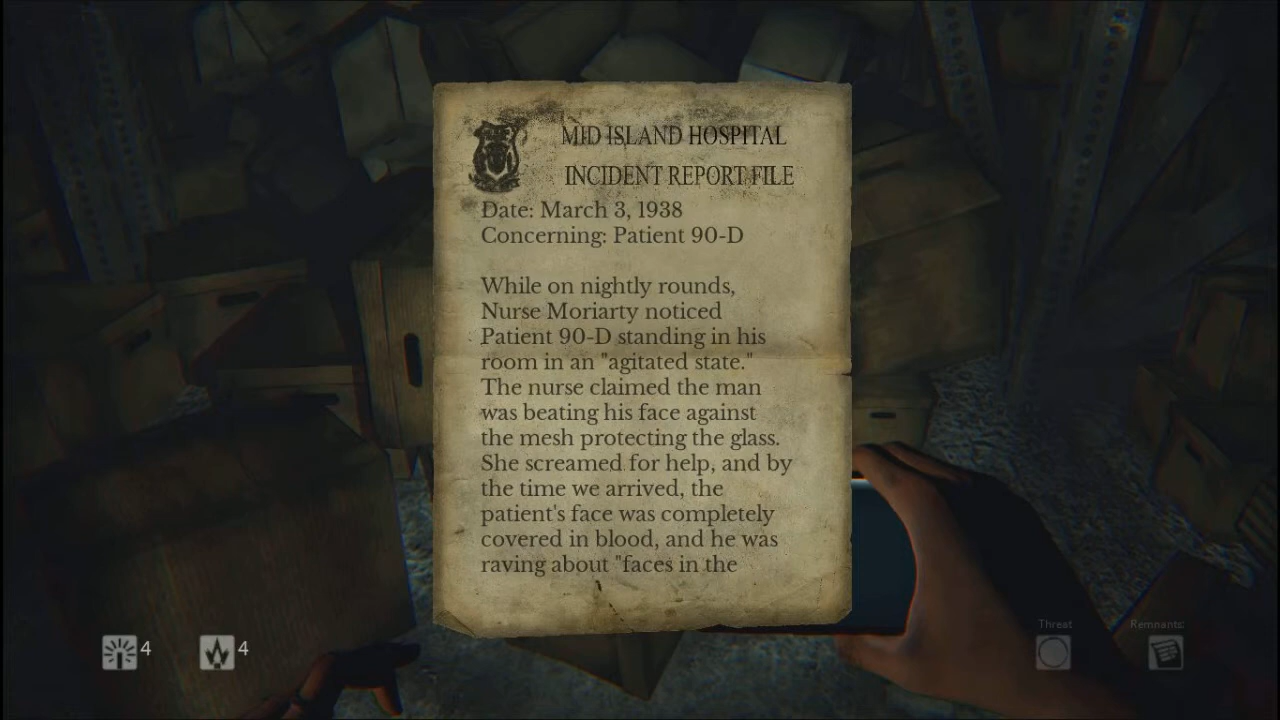 MID ISLAND HOSPITAL
INCIDENT REPORT FILE
Date: March 3, 1938
Concerning: Patient 90-D
While on nightly rounds,
Nurse Moriarty noticed
Patient 90-D standing in his
room in an "agitated state."
The nurse claimed the man
was beating his face against
the mesh protecting the glass.
She screamed for help, and by
the time we arrived, the
patient's face was completely
covered in blood, and he was
raving about "faces in the
4
4
Threat
Remnants: